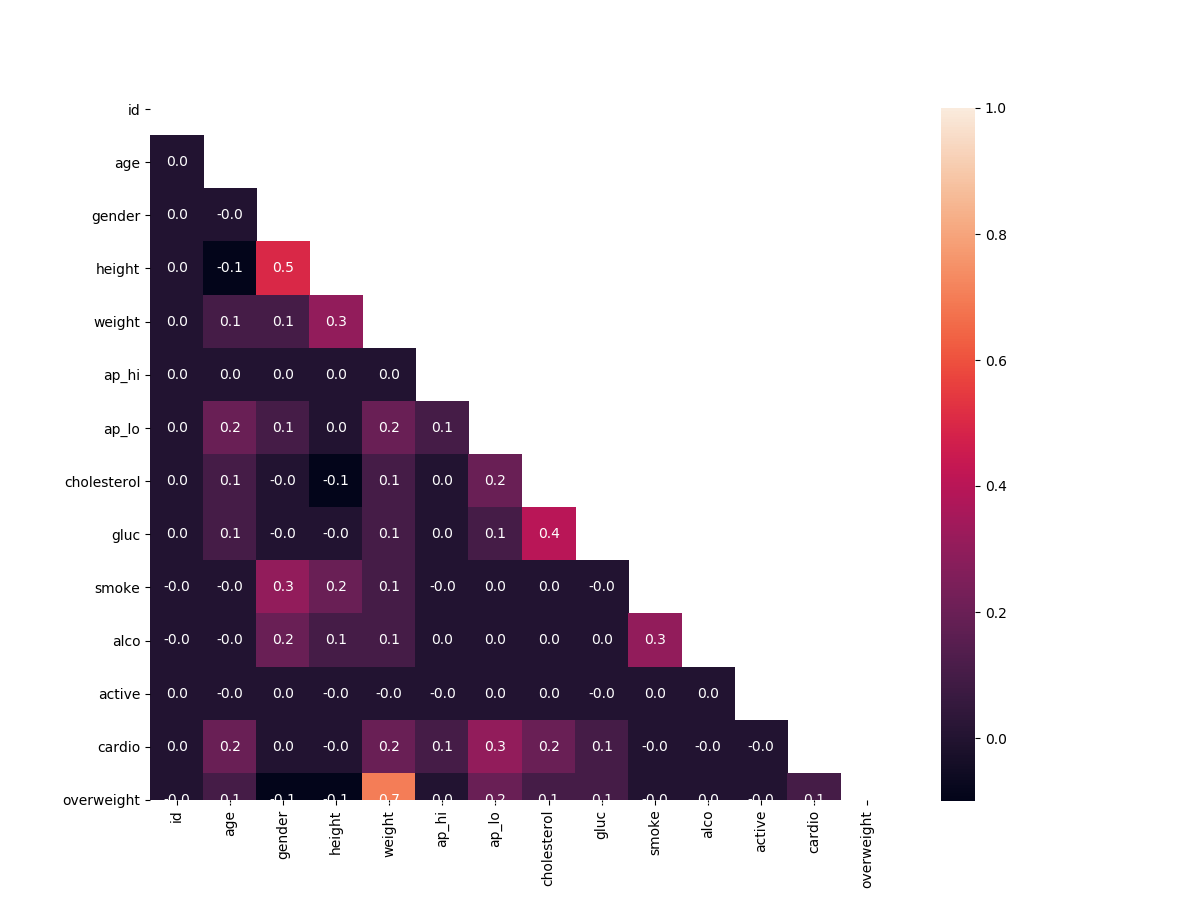 id
age 0.0
gender 0.0 -0.0
height 0.0 -0.1 0.5
weight 0.0 0.1 0.1 0.3
ap_hi 0.0 0.0 0.0 0.0 0.0
ap_lo 0.0 0.2 0.1 0.0 0.2 0.1
cholesterol 0.0 0.1 -0.0 -0.1 0.1 0.0 0.2
gluc 0.0 0.1 -0.0 -0.0 0.1 0.0 0.1 0.4
smoke -0.0 -0.0 0.3 0.2 0.1 -0.0 0.0 0.0 -0.0
alco -0.0 -0.0 0.2 0.1 0.1 0.0 0.0 0.0 0.0 0.3
active 0.0 -0.0 0.0 -0.0 -0.0 -0.0 0.0 0.0 -0.0 0.0 0.0
cardio 0.0 0.2 0.0 -0.0 0.2 0.1 0.3 0.2 0.1 -0.0 -0.0 -0.0
overweight -0.0 0.1 -0.1 -0.1 0.7 0.0 0.2 0.1 0.1 -0.0 0.0 -0.0 0.1
id age gender height weight ap_hi ap_lo cholesterol gluc smoke alco active cardio overweight
1.0
0.8
0.6
0.4
0.2
0.0